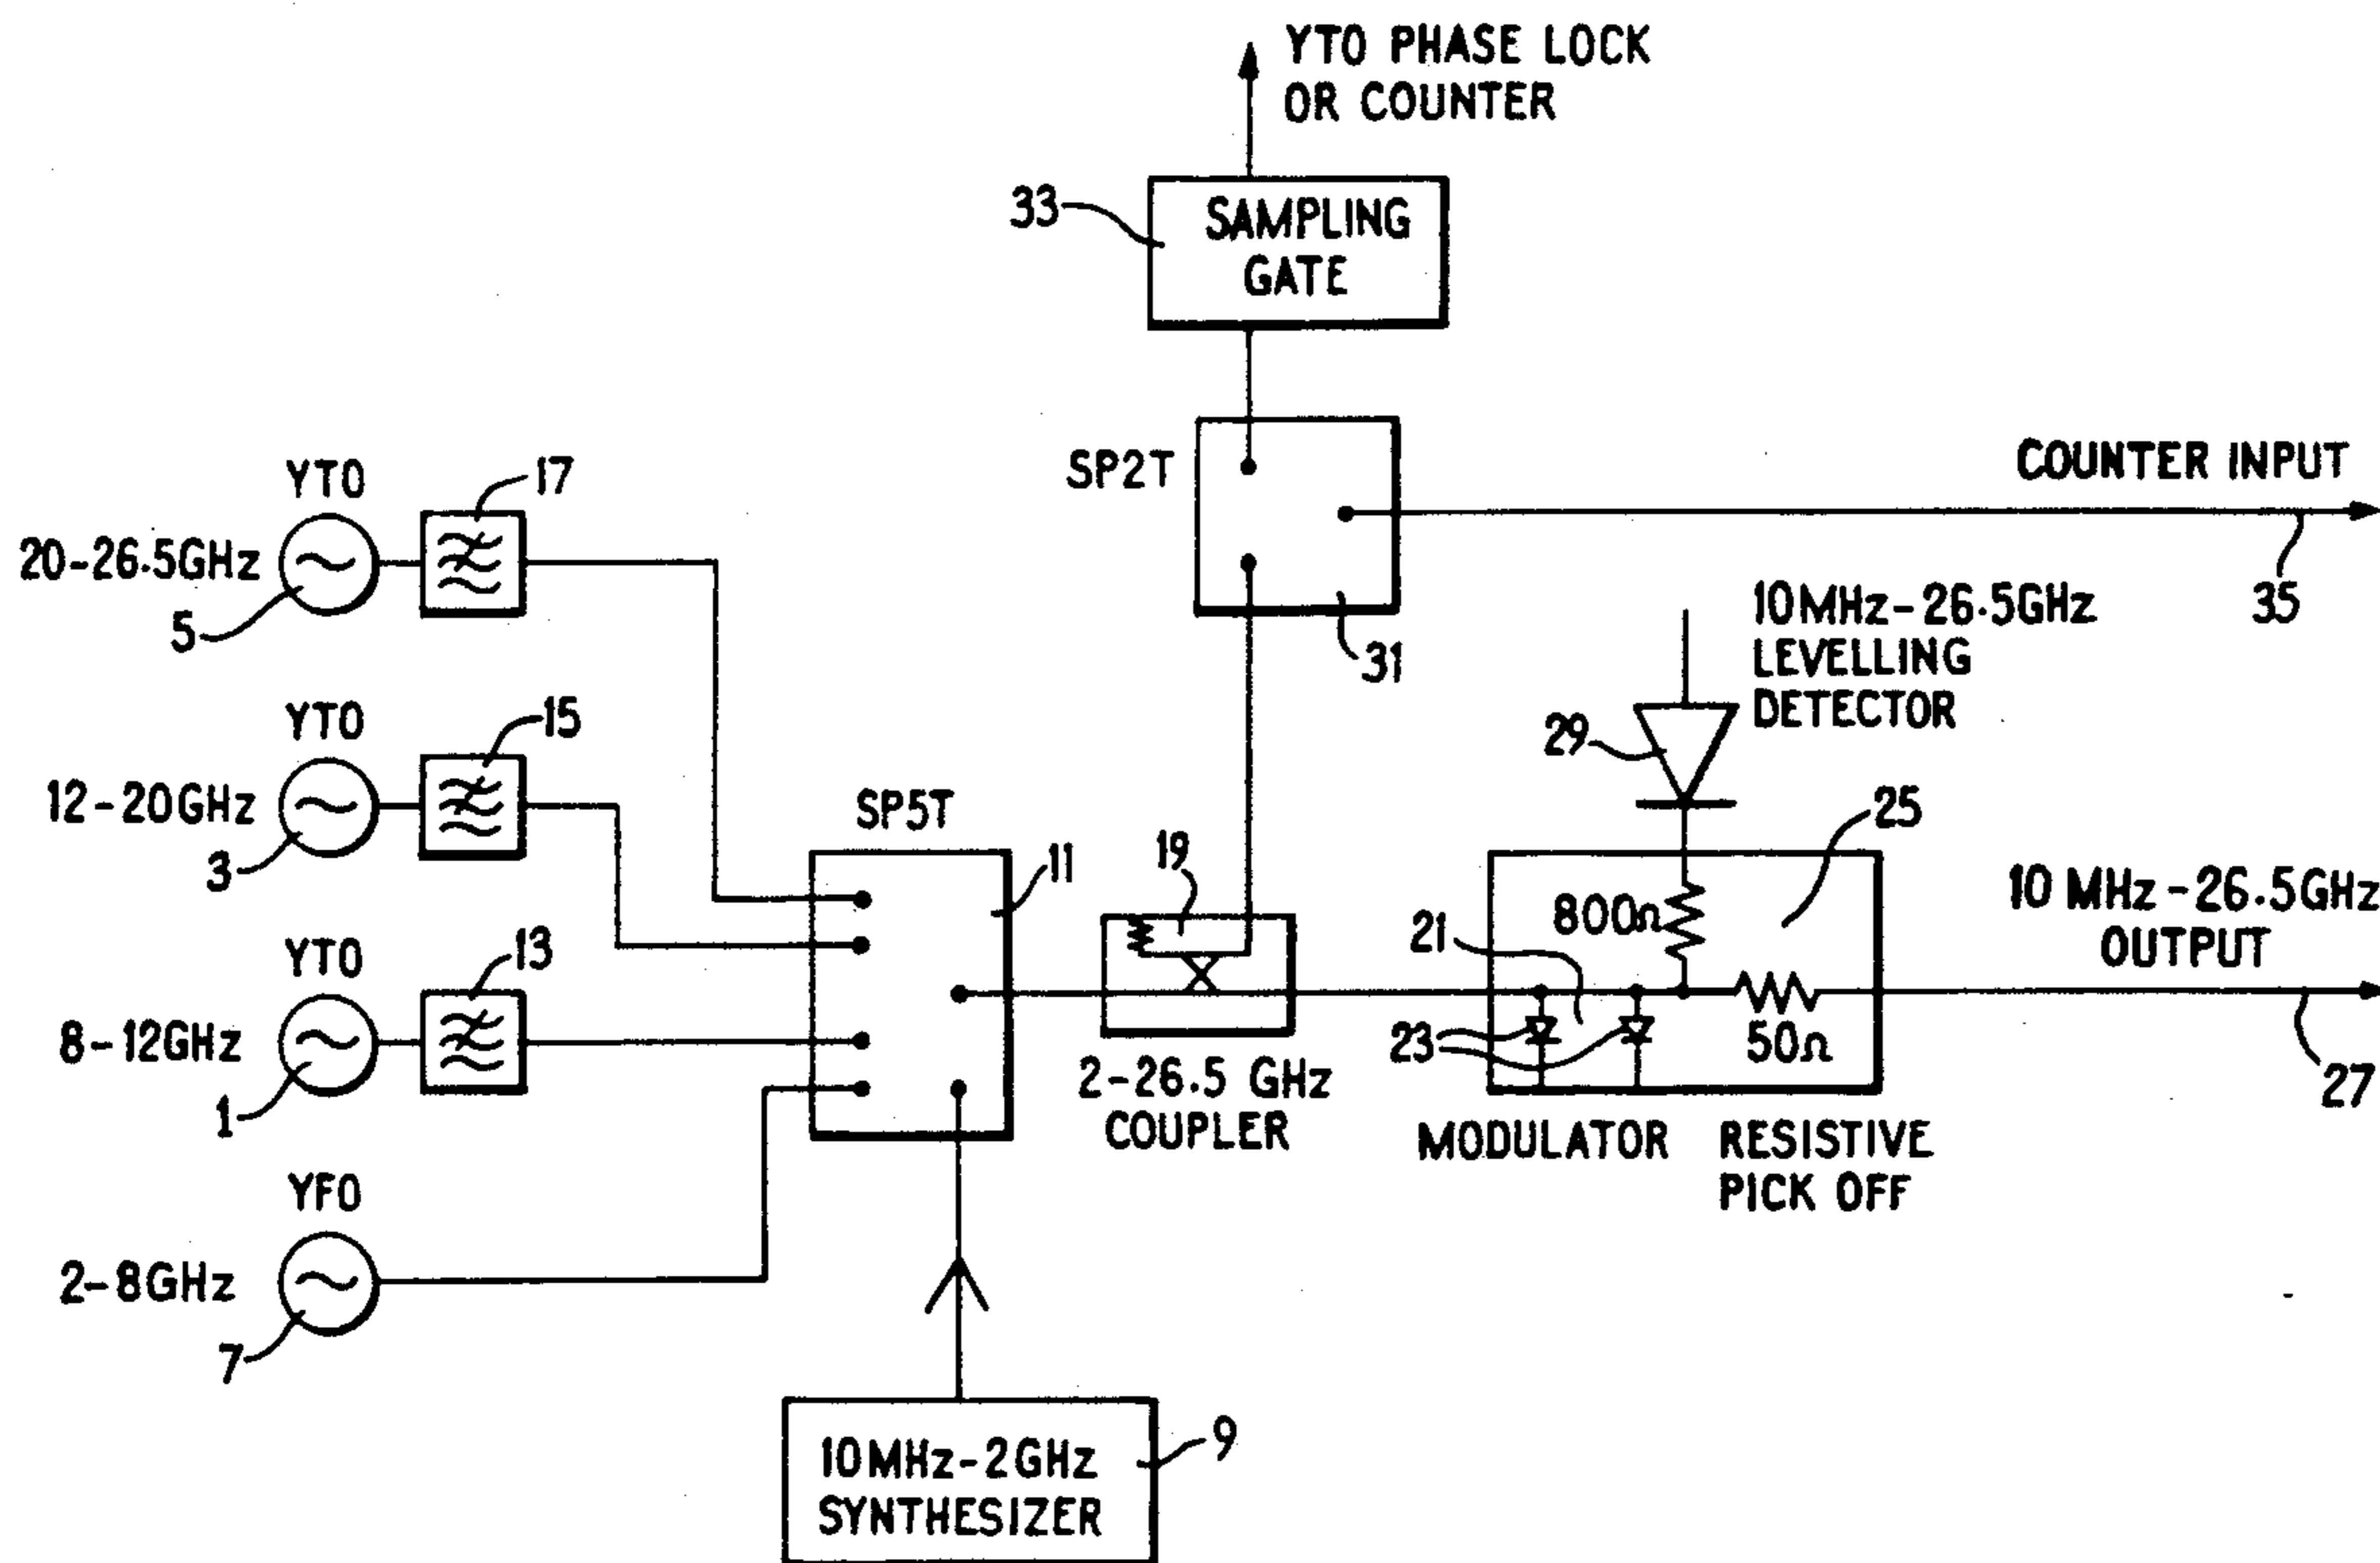 YTO PHASE LOCK
OR COUNTER
33
SAMPLING
GATE
SP2T
COUNTER INPUT
35
31
YTO
17
20-26.5GHz
5
10MHz-26.5GHz
LEVELLING
DETECTOR
29
YTO
15
12-20GHz
3
SP5T
11
19
25
800Ω
21
10 MHz-26.5GHz
OUTPUT
YTO
13
8-12GHz
1
23
50Ω
27
2-26.5 GHz
COUPLER
MODULATOR
RESISTIVE
PICK OFF
YFO
2-8GHz
7
10MHz-2GHz
SYNTHESIZER
9